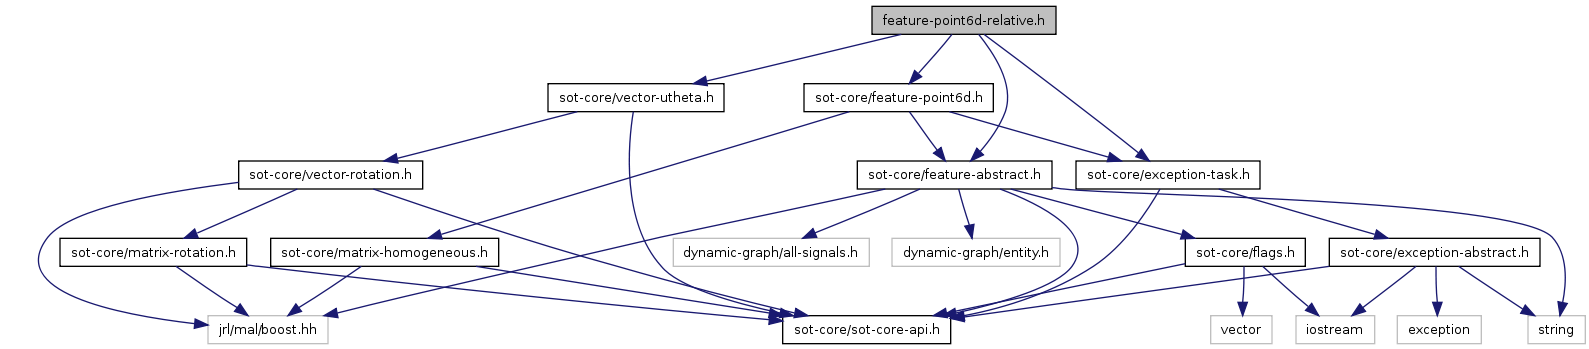 feature-point6d-relative.h
sot-core/vector-utheta.h
sot-core/feature-point6d.h
sot-core/vector-rotation.h
sot-core/feature-abstract.h
sot-core/exception-task.h
sot-core/matrix-rotation.h
sot-core/matrix-homogeneous.h
dynamic-graph/all-signals.h
dynamic-graph/entity.h
sot-core/flags.h
sot-core/exception-abstract.h
jrl/mal/boost.hh
sot-core/sot-core-api.h
vector
iostream
exception
string